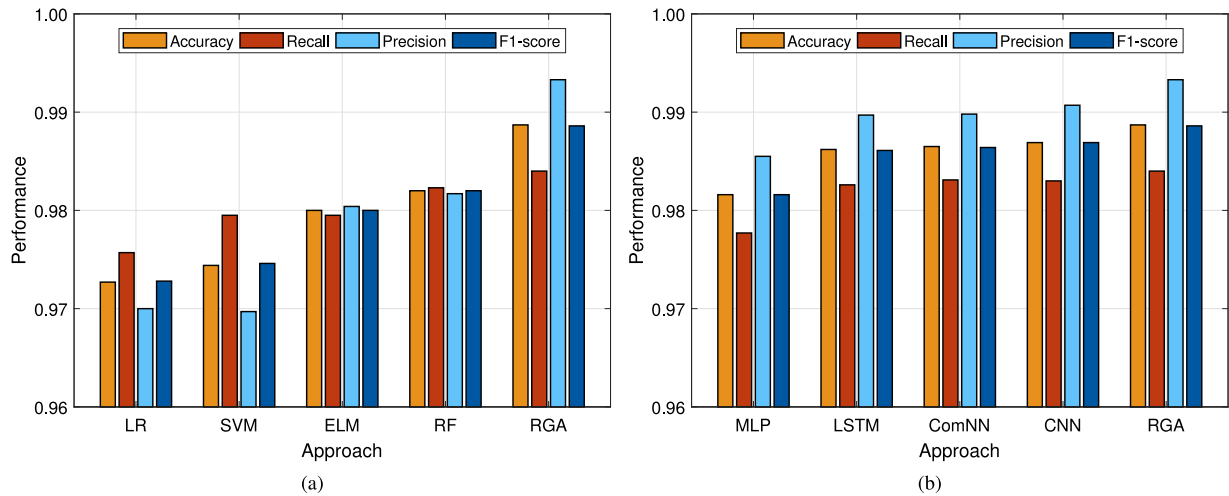 1.00
0.99
0.98
0.97
0.96
Performance
Accuracy Recall Precision F1-score
LR SVM ELM RF RGA
Approach
(a)
1.00
0.99
0.98
0.97
0.96
Performance
Accuracy Recall Precision F1-score
MLP LSTM ComNN CNN RGA
Approach
(b)